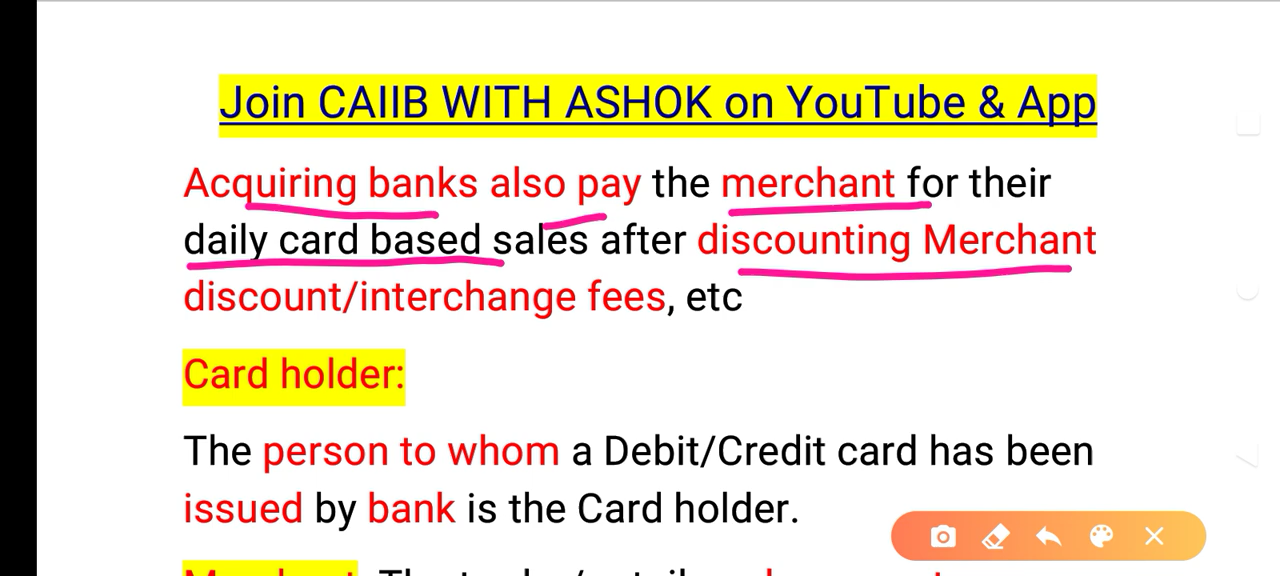 Join CAIIB WITH ASHOK on YouTube & App
Acquiring banks also pay the merchant for their
daily card based sales after discounting Merchant
discount/interchange fees, etc
Card holder:
The person to whom a Debit/Credit card has been
issued by bank is the Card holder.